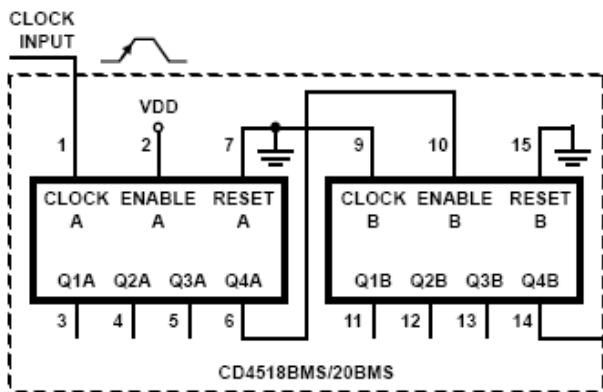 CLOCK
INPUT
VDD
1 2 7 9 10 15
CLOCK ENABLE RESET CLOCK ENABLE RESET
A A A B B B
Q1A Q2A Q3A Q4A Q1B Q2B Q3B Q4B
3 4 5 6 11 12 13 14
CD4518BMS/20BMS